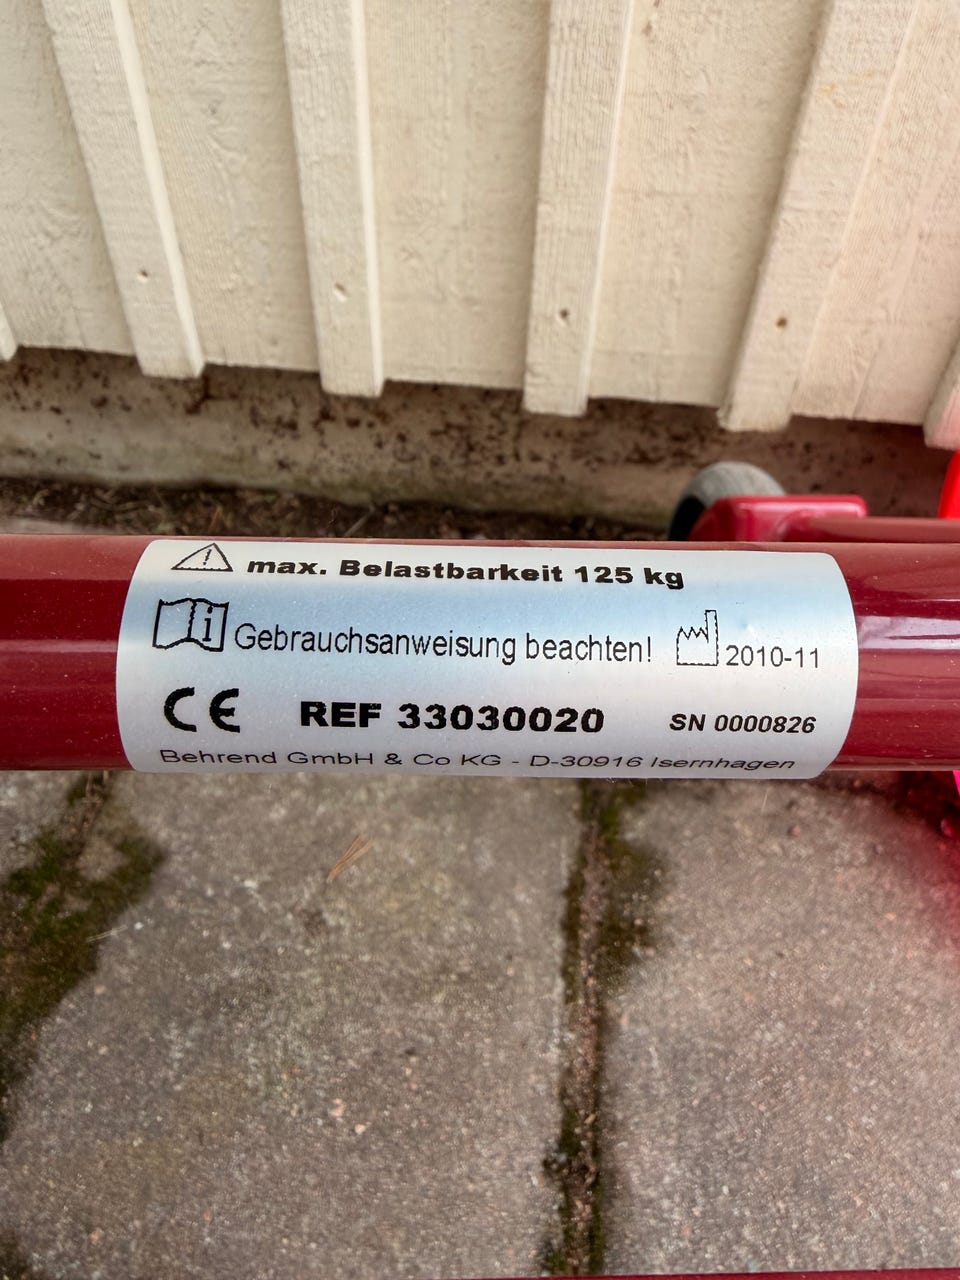 max. Belastbarkeit 125 kg
Gebrauchsanweisung beachten! 2010-11
CE REF 33030020 SN 0000826
Behrend GmbH & Co KG - D-30916 Isernhagen